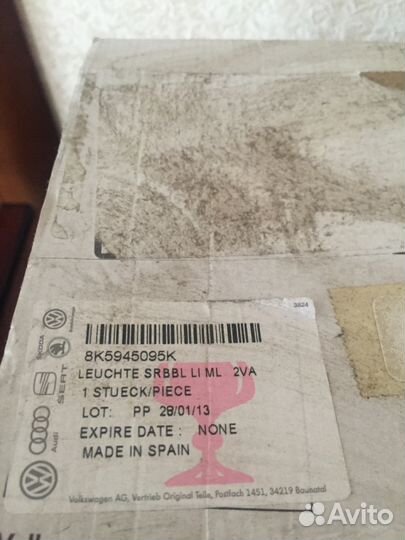 3824
8K5945095K
LEUCHTE SRBBL LI ML 2VA
1 STUECK/PIECE
LOT: PP 28/01/13
EXPIRE DATE: NONE
MADE IN SPAIN
Volkswagen AG, Vertrieb Original Teile, Postfach 1451, 34219 Baunatal
SKODA
SEAT
Audi
Avito